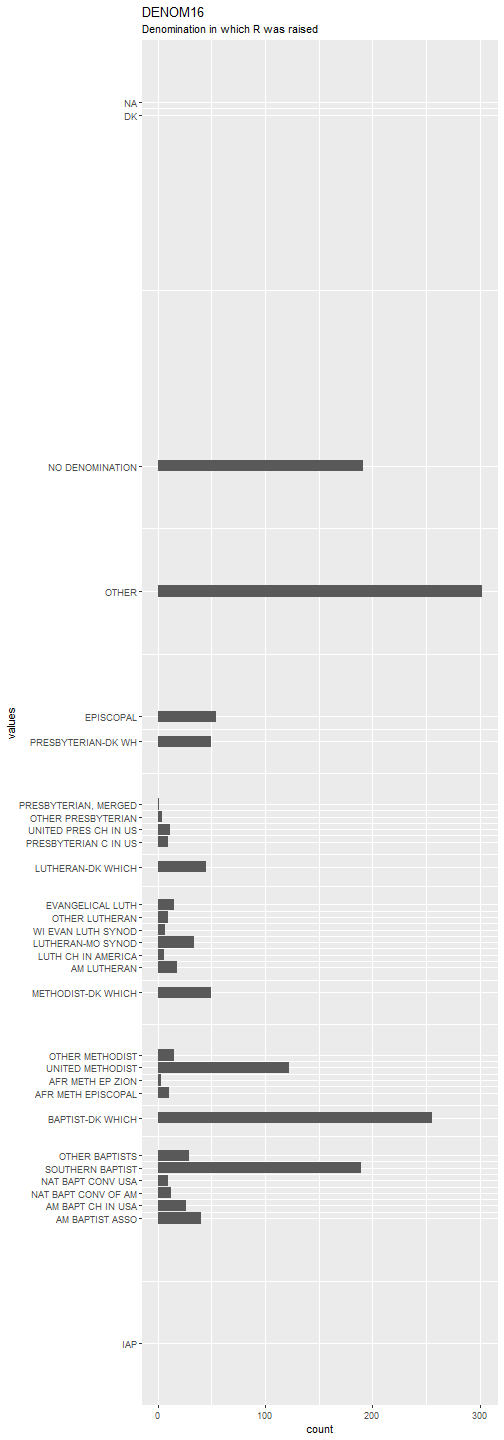 DENOM16
Denomination in which R was raised
NA
DK
NO DENOMINATION
OTHER
EPISCOPAL
PRESBYTERIAN-DK WH
PRESBYTERIAN, MERGED
OTHER PRESBYTERIAN
UNITED PRES CH IN US
PRESBYTERIAN C IN US
LUTHERAN-DK WHICH
EVANGELICAL LUTH
OTHER LUTHERAN
WI EVAN LUTH SYNOD
LUTHERAN-MO SYNOD
LUTH CH IN AMERICA
AM LUTHERAN
METHODIST-DK WHICH
OTHER METHODIST
UNITED METHODIST
AFR METH EP ZION
AFR METH EPISCOPAL
BAPTIST-DK WHICH
OTHER BAPTISTS
SOUTHERN BAPTIST
NAT BAPT CONV USA
NAT BAPT CONV OF AM
AM BAPT CH IN USA
AM BAPTIST ASSO
IAP
values
0 100 200 300
count